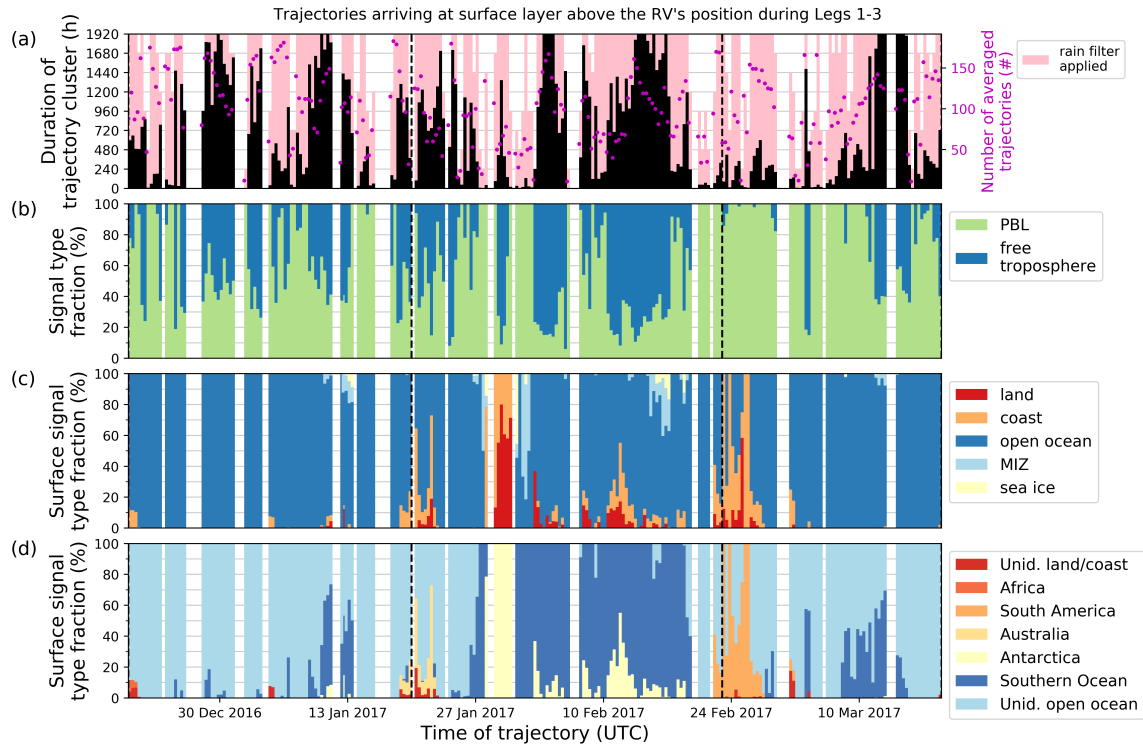 Trajectories arriving at surface layer above the RV's position during Legs 1-3
(a)
Duration of
trajectory cluster (h)
1920
1680
1440
1200
960
720
480
240
0
150
100
50
Number of averaged
trajectories (#)
rain filter
applied
(b)
Signal type
fraction (%)
100
80
60
40
20
0
PBL
free
troposphere
(c)
Surface signal
type fraction (%)
100
80
60
40
20
0
land
coast
open ocean
MIZ
sea ice
(d)
Surface signal
type fraction (%)
100
80
60
40
20
0
Unid. land/coast
Africa
South America
Australia
Antarctica
Southern Ocean
Unid. open ocean
30 Dec 2016
13 Jan 2017
27 Jan 2017
10 Feb 2017
24 Feb 2017
10 Mar 2017
Time of trajectory (UTC)